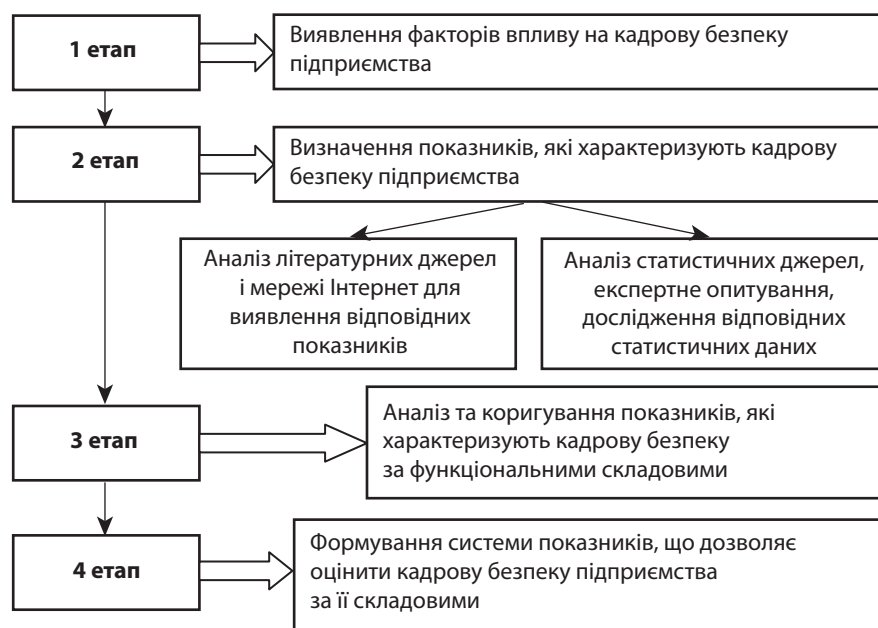 1 етап
Виявлення факторів впливу на кадрову безпеку
підприємства
2 етап
Визначення показників, які характеризують кадрову
безпеку підприємства
Аналіз літературних джерел
і мережі Інтернет для
виявлення відповідних
показників
Аналіз статистичних джерел,
експертне опитування,
дослідження відповідних
статистичних даних
3 етап
Аналіз та коригування показників, які
характеризують кадрову безпеку
за функціональними складовими
4 етап
Формування системи показників, що дозволяє
оцінити кадрову безпеку підприємства
за її складовими